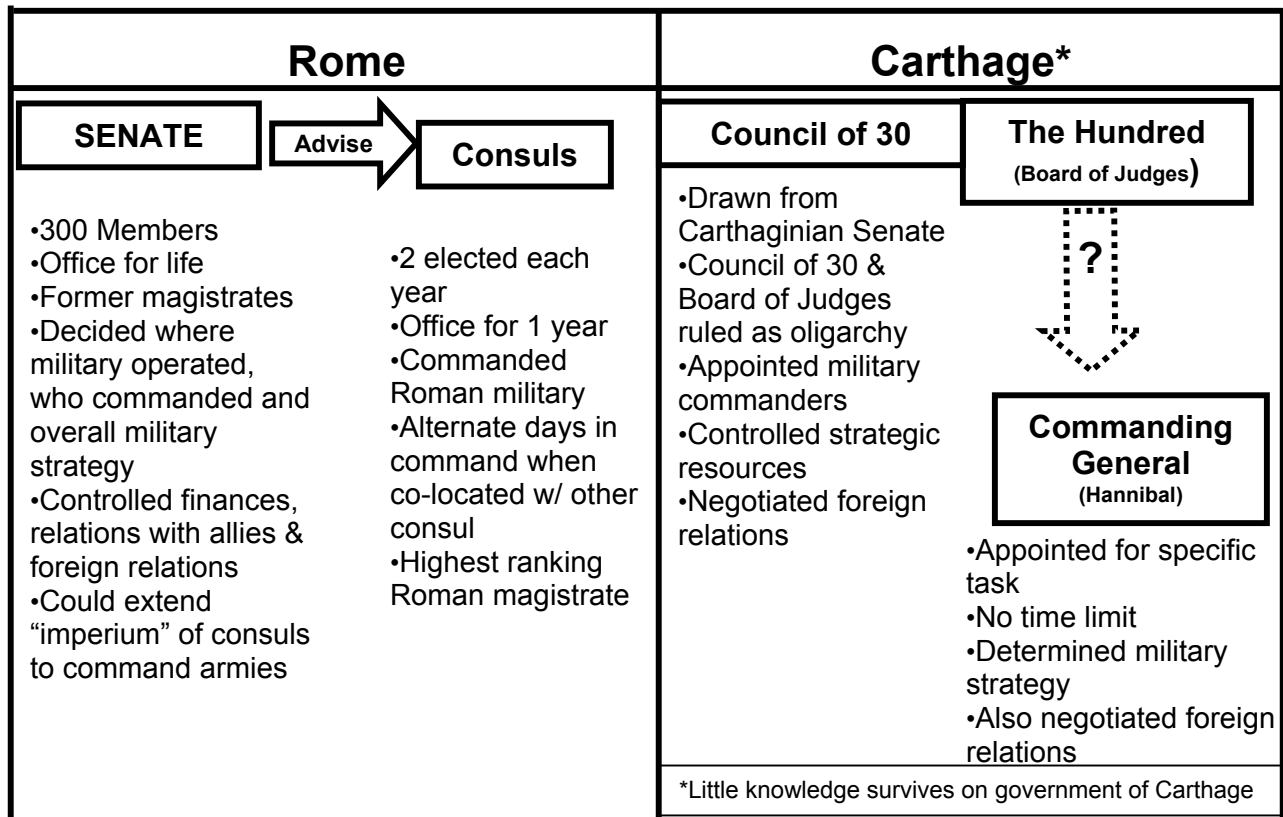 Rome
SENATE
Advise
Consuls
•300 Members
•Office for life
•Former magistrates
•Decided where
military operated,
who commanded and
overall military
strategy
•Controlled finances,
relations with allies &
foreign relations
•Could extend
“imperium” of consuls
to command armies
•2 elected each
year
•Office for 1 year
•Commanded
Roman military
•Alternate days in
command when
co-located w/ other
consul
•Highest ranking
Roman magistrate
Carthage*
Council of 30
•Drawn from
Carthaginian Senate
•Council of 30 &
Board of Judges
ruled as oligarchy
•Appointed military
commanders
•Controlled strategic
resources
•Negotiated foreign
relations
The Hundred
(Board of Judges)
?
Commanding
General
(Hannibal)
•Appointed for specific
task
•No time limit
•Determined military
strategy
•Also negotiated foreign
relations
*Little knowledge survives on government of Carthage